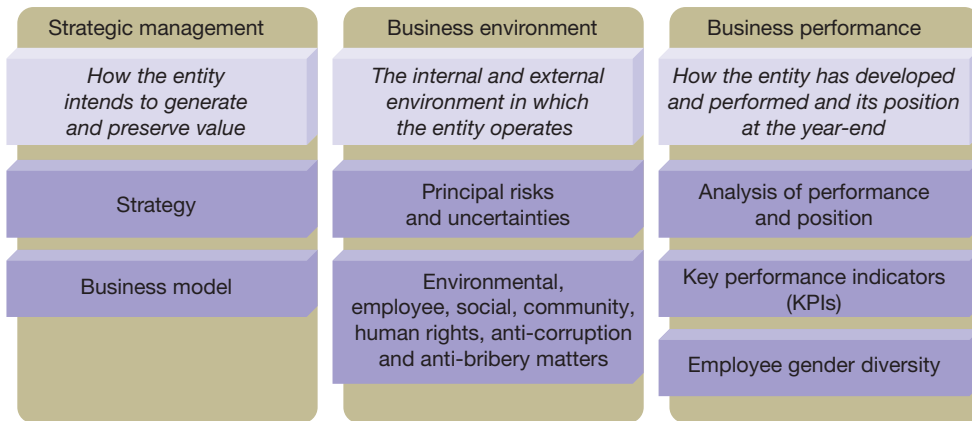 Strategic management
How the entity
intends to generate
and preserve value
Strategy
Business model
Business environment
The internal and external
environment in which
the entity operates
Principal risks
and uncertainties
Environmental,
employee, social, community,
human rights, anti-corruption
and anti-bribery matters
Business performance
How the entity has developed
and performed and its position
at the year-end
Analysis of performance
and position
Key performance indicators
(KPIs)
Employee gender diversity